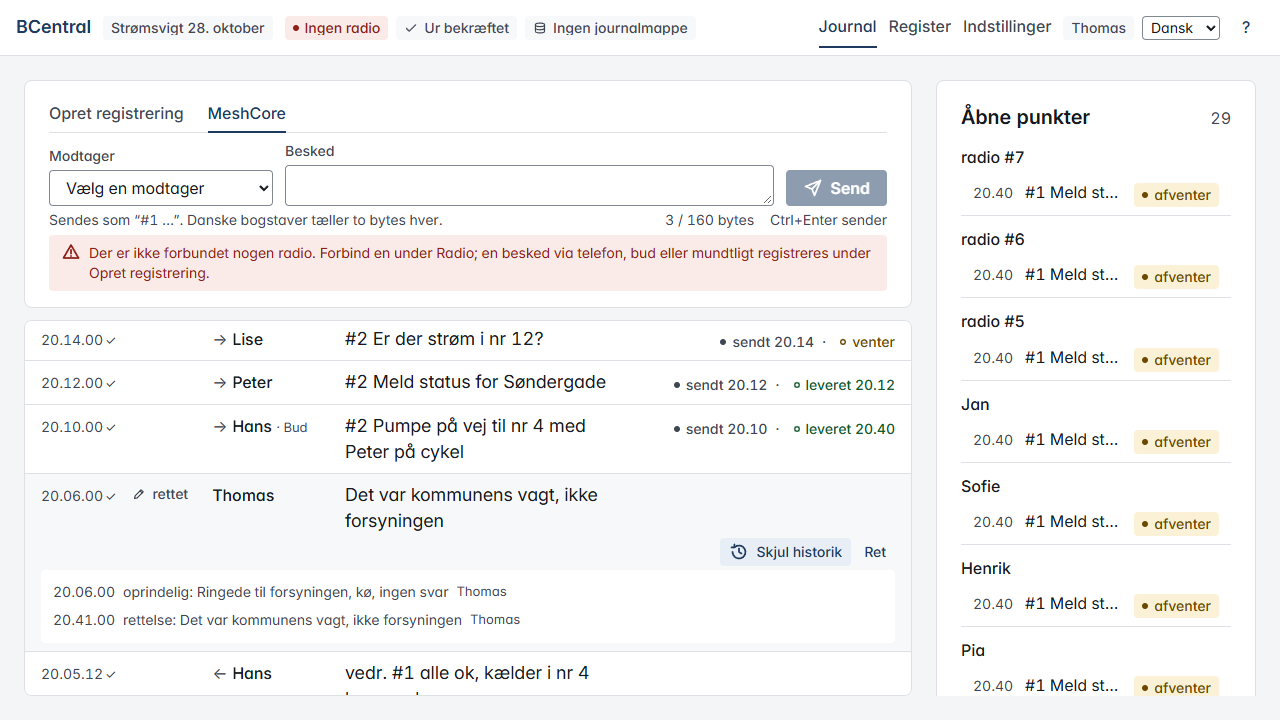 BCentral
Strømsvigt 28. oktober
Ingen radio
Ur bekræftet
Ingen journalmappe
Journal
Register
Indstillinger
Thomas
Dansk
?
Opret registrering
MeshCore
Modtager
Besked
Vælg en modtager
Send
Sendes som “#1 …”. Danske bogstaver tæller to bytes hver.
3 / 160 bytes
Ctrl+Enter sender
Der er ikke forbundet nogen radio. Forbind en under Radio; en besked via telefon, bud eller mundtligt registreres under
Opret registrering.
20.14.00 → Lise #2 Er der strøm i nr 12? sendt 20.14 · venter
20.12.00 → Peter #2 Meld status for Søndergade sendt 20.12 · leveret 20.12
20.10.00 → Hans · Bud #2 Pumpe på vej til nr 4 med sendt 20.10 · leveret 20.40
Peter på cykel
20.06.00 rettet Thomas Det var kommunens vagt, ikke
forsyningen
Skjul historik Ret
20.06.00 oprindelig: Ringede til forsyningen, kø, ingen svar Thomas
20.41.00 rettelse: Det var kommunens vagt, ikke forsyningen Thomas
20.05.12 ← Hans vedr. #1 alle ok, kælder i nr 4
Åbne punkter 29
radio #7
20.40 #1 Meld st… afventer
radio #6
20.40 #1 Meld st… afventer
radio #5
20.40 #1 Meld st… afventer
Jan
20.40 #1 Meld st… afventer
Sofie
20.40 #1 Meld st… afventer
Henrik
20.40 #1 Meld st… afventer
Pia
20.40 #1 Meld st… afventer